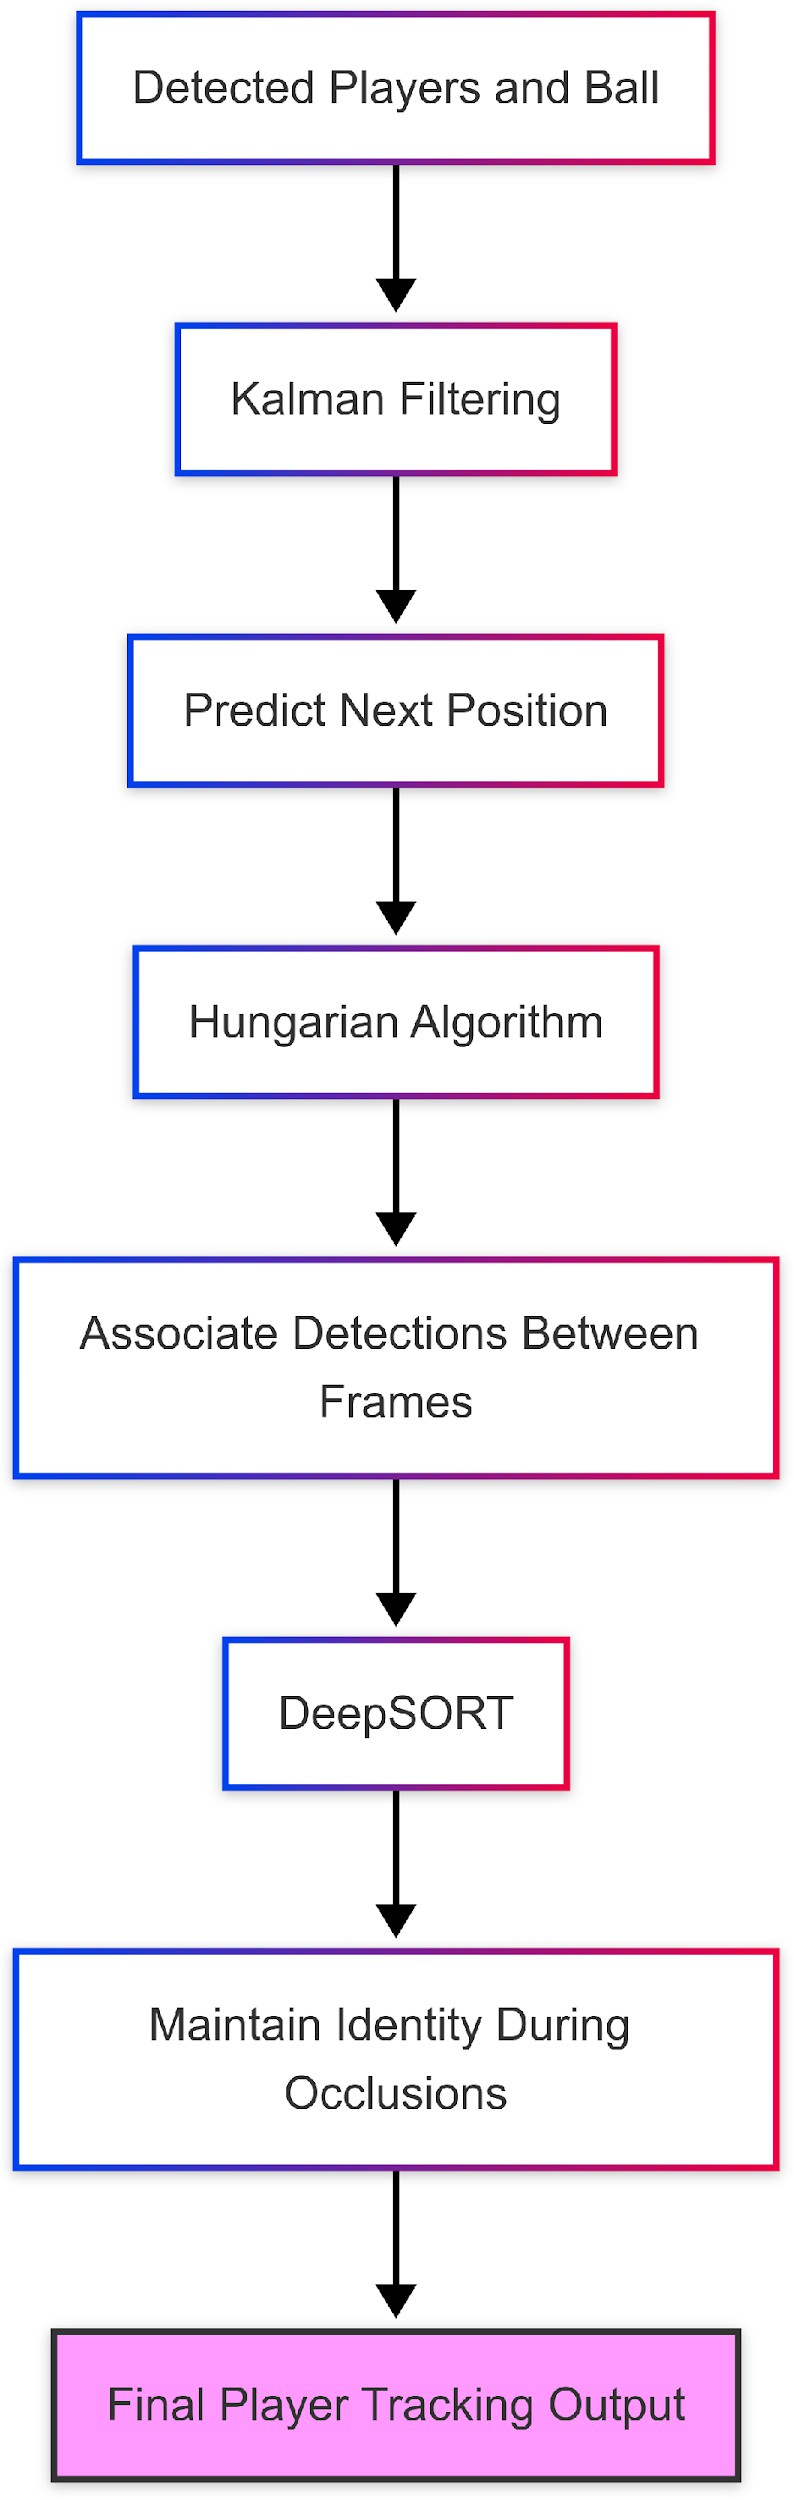 Detected Players and Ball
Kalman Filtering
Predict Next Position
Hungarian Algorithm
Associate Detections Between
Frames
DeepSORT
Maintain Identity During
Occlusions
Final Player Tracking Output